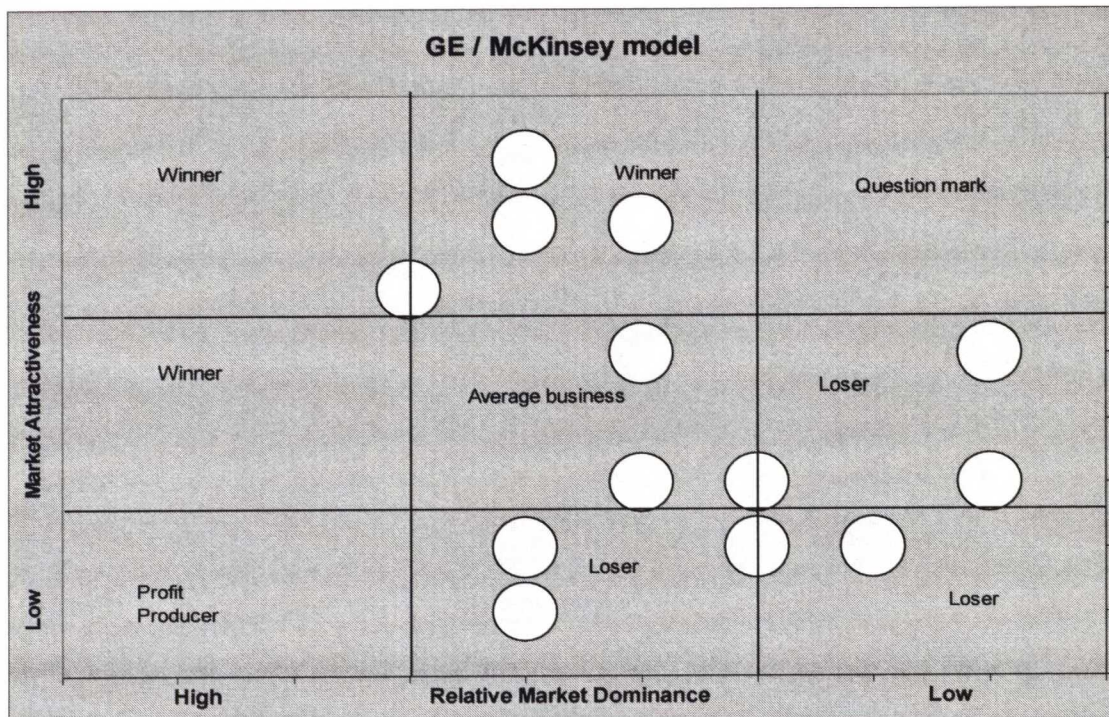 GE / McKinsey model
High
Winner
Winner
Question mark
Market Attractiveness
Winner
Average business
Loser
Low
Profit
Producer
Loser
Loser
High
Relative Market Dominance
Low